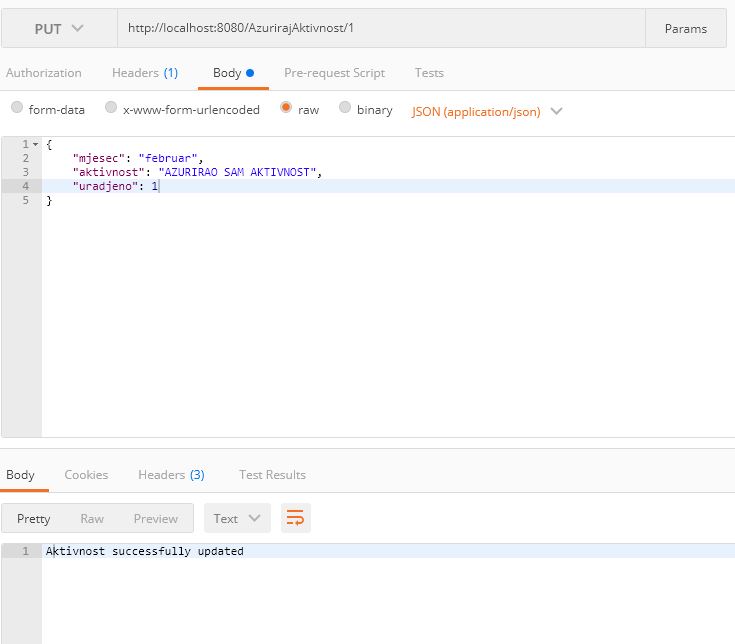 PUT http://localhost:8080/AzurirajAktivnost/1 Params
Authorization Headers (1) Body Pre-request Script Tests
form-data x-www-form-urlencoded raw binary JSON (application/json)
1 {
2 "mjesec": "februar",
3 "aktivnost": "AZURIRAO SAM AKTIVNOST",
4 "uradjeno": 1
5 }
Body Cookies Headers (3) Test Results
Pretty Raw Preview Text
1 Aktivnost successfully updated